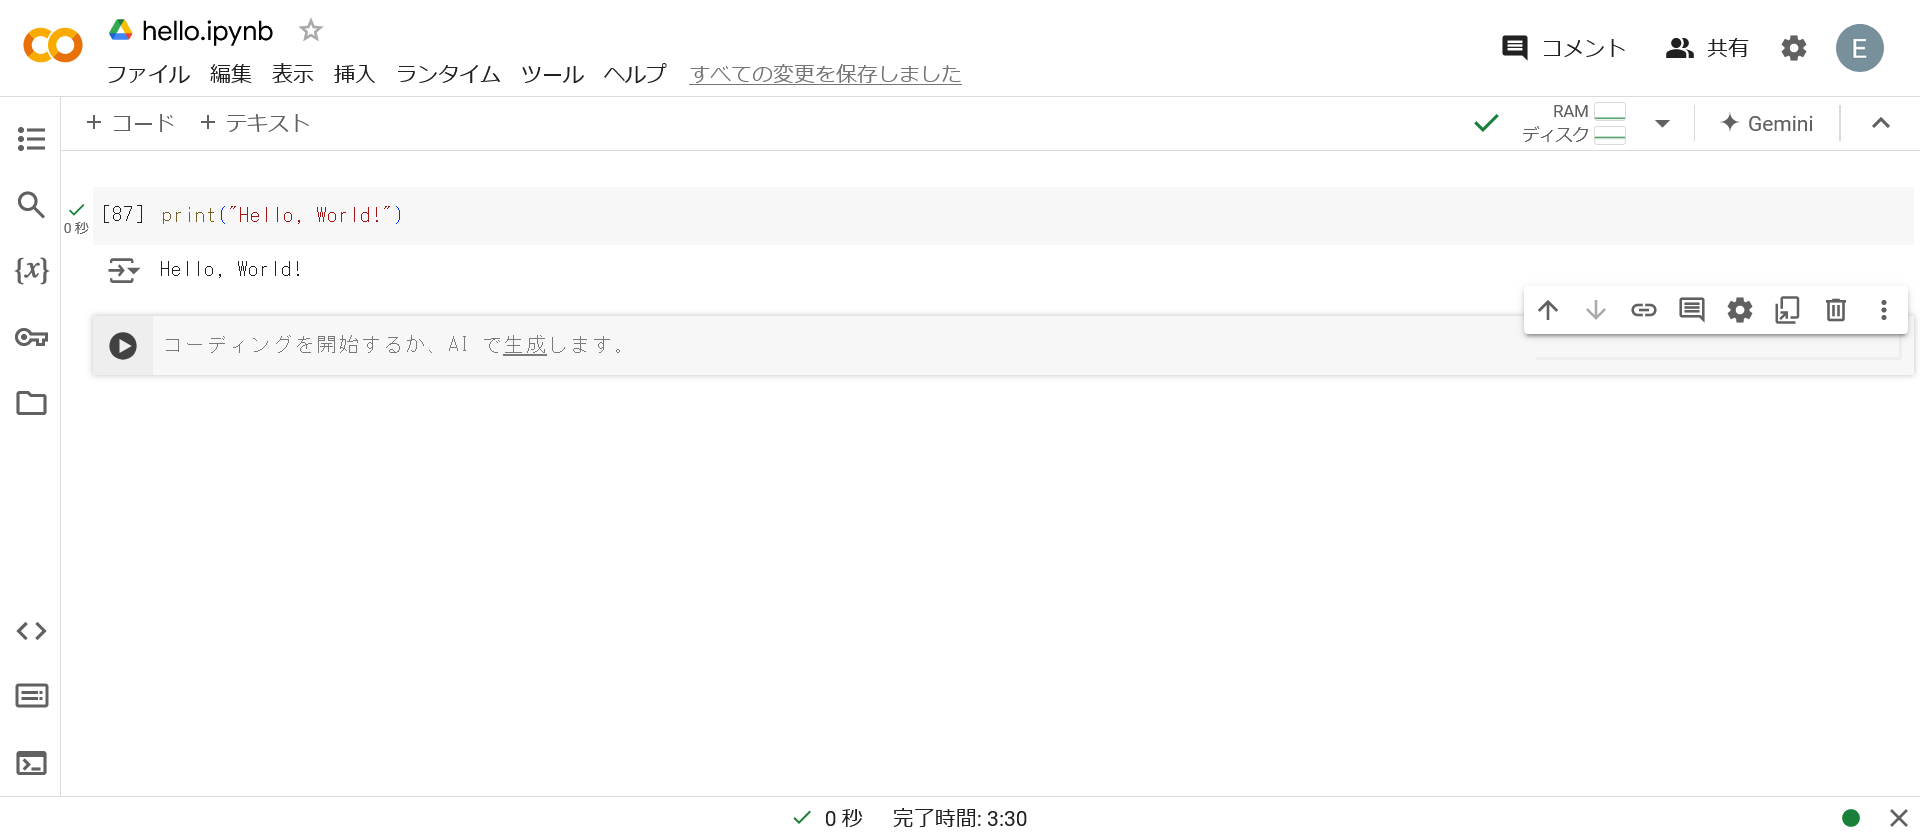 hello.ipynb
コメント
共有
E
ファイル 編集 表示 挿入 ランタイム ツール ヘルプ すべての変更を保存しました
+ コード + テキスト
RAM
ディスク
Gemini
[87] print("Hello, World!")
0 秒
{x}
Hello, World!
コーディングを開始するか、AI で生成します。
0 秒 完了時間: 3:30